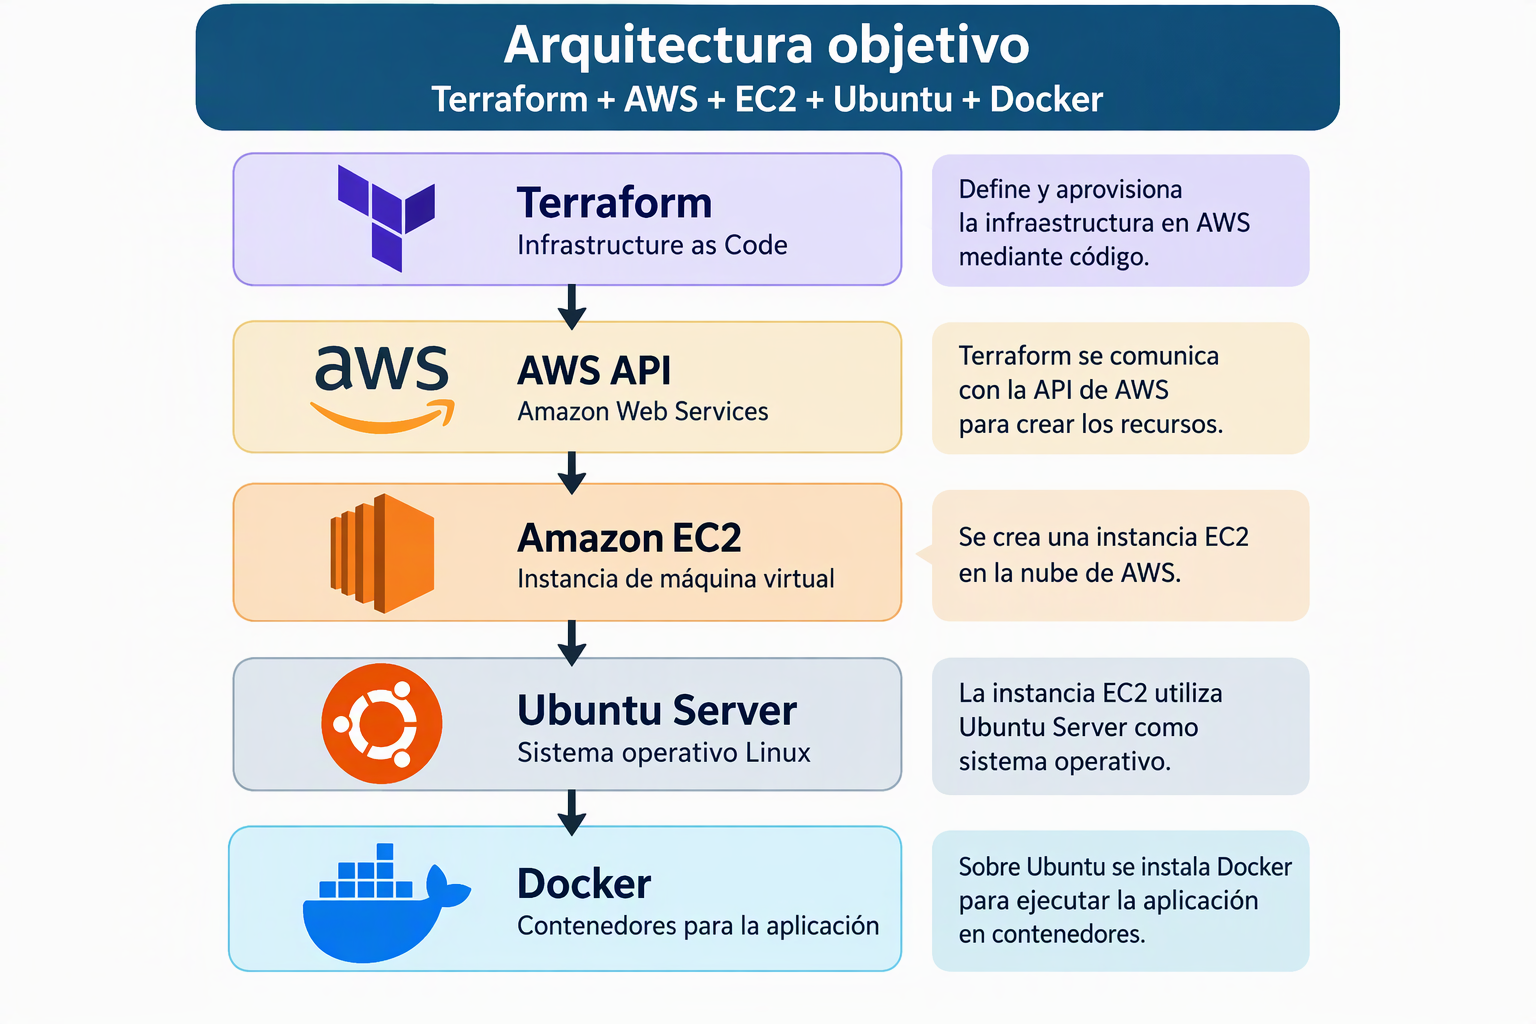 Arquitectura objetivo
Terraform + AWS + EC2 + Ubuntu + Docker
Terraform
Infrastructure as Code
Define y aprovisiona
la infraestructura en AWS
mediante código.
aws
AWS API
Amazon Web Services
Terraform se comunica
con la API de AWS
para crear los recursos.
Amazon EC2
Instancia de máquina virtual
Se crea una instancia EC2
en la nube de AWS.
Ubuntu Server
Sistema operativo Linux
La instancia EC2 utiliza
Ubuntu Server como
sistema operativo.
Docker
Contenedores para la aplicación
Sobre Ubuntu se instala Docker
para ejecutar la aplicación
en contenedores.